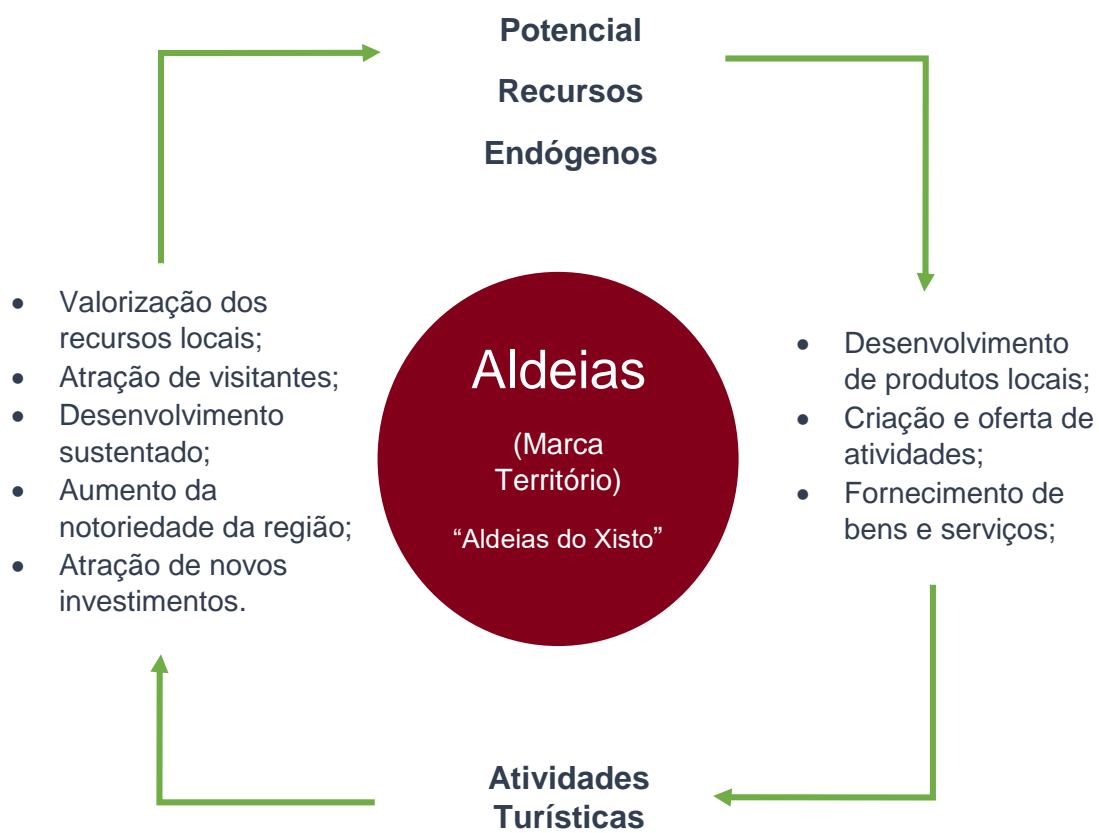 Potencial
Recursos
Endógenos
• Valorização dos
recursos locais;
• Atração de visitantes;
• Desenvolvimento
sustentado;
• Aumento da
notoriedade da região;
• Atração de novos
investimentos.
Aldeias
(Marca
Território)
“Aldeias do Xisto”
• Desenvolvimento
de produtos locais;
• Criação e oferta de
atividades;
• Fornecimento de
bens e serviços;
Atividades
Turísticas